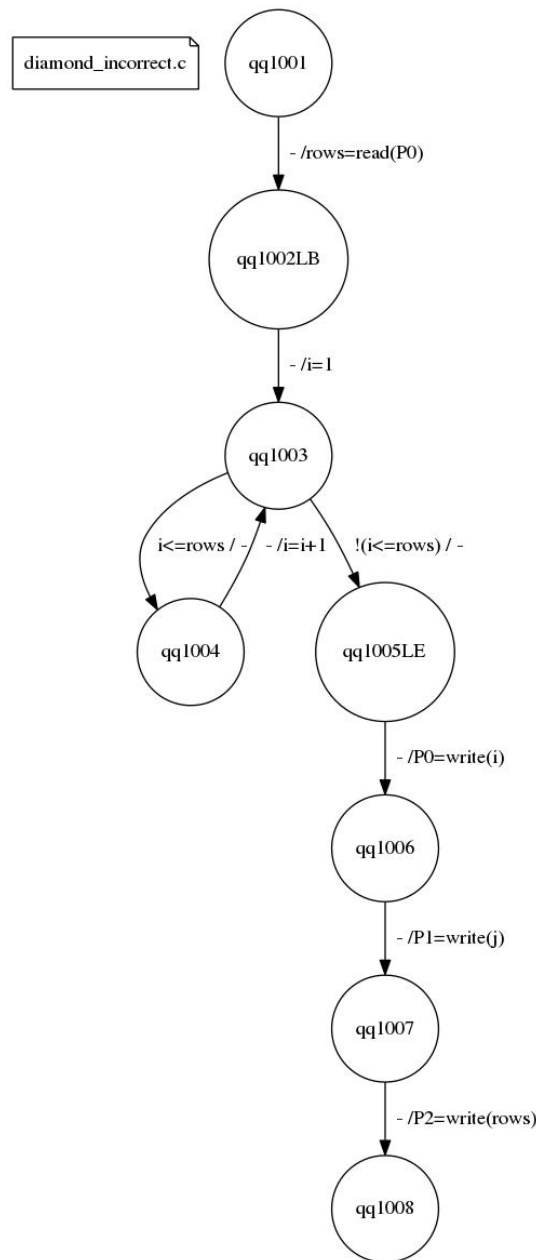 diamond_incorrect.c
qq1001
- /rows=read(P0)
qq1002LB
- /i=1
qq1003
i<=rows / -
- /i=i+1
!(i<=rows) / -
qq1004
qq1005LE
- /P0=write(i)
qq1006
- /P1=write(j)
qq1007
- /P2=write(rows)
qq1008